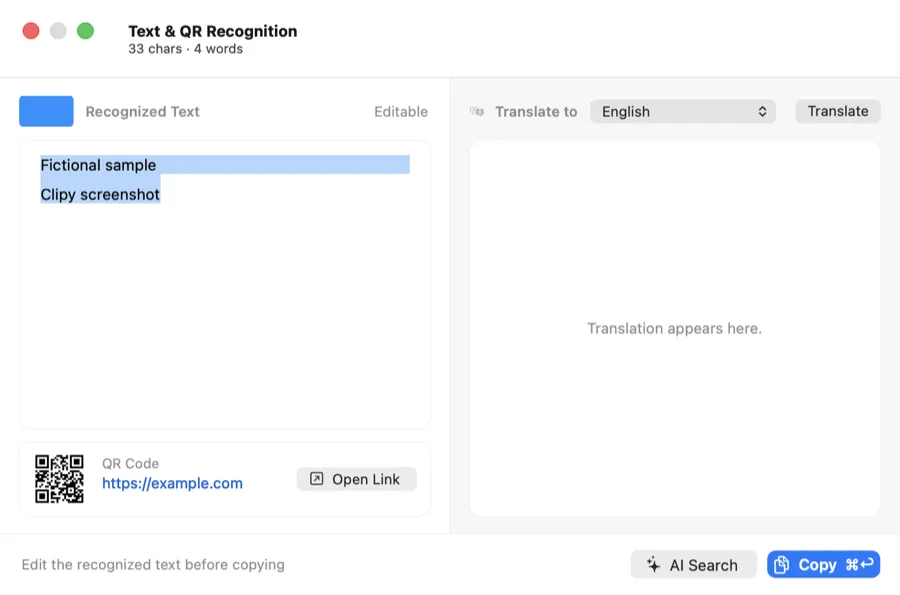 Text & QR Recognition
33 chars · 4 words
Recognized Text
Editable
Fictional sample
Clipy screenshot
QR Code
https://example.com
Open Link
Translate to
English
Translate
Translation appears here.
Edit the recognized text before copying
AI Search
Copy ⌘↩